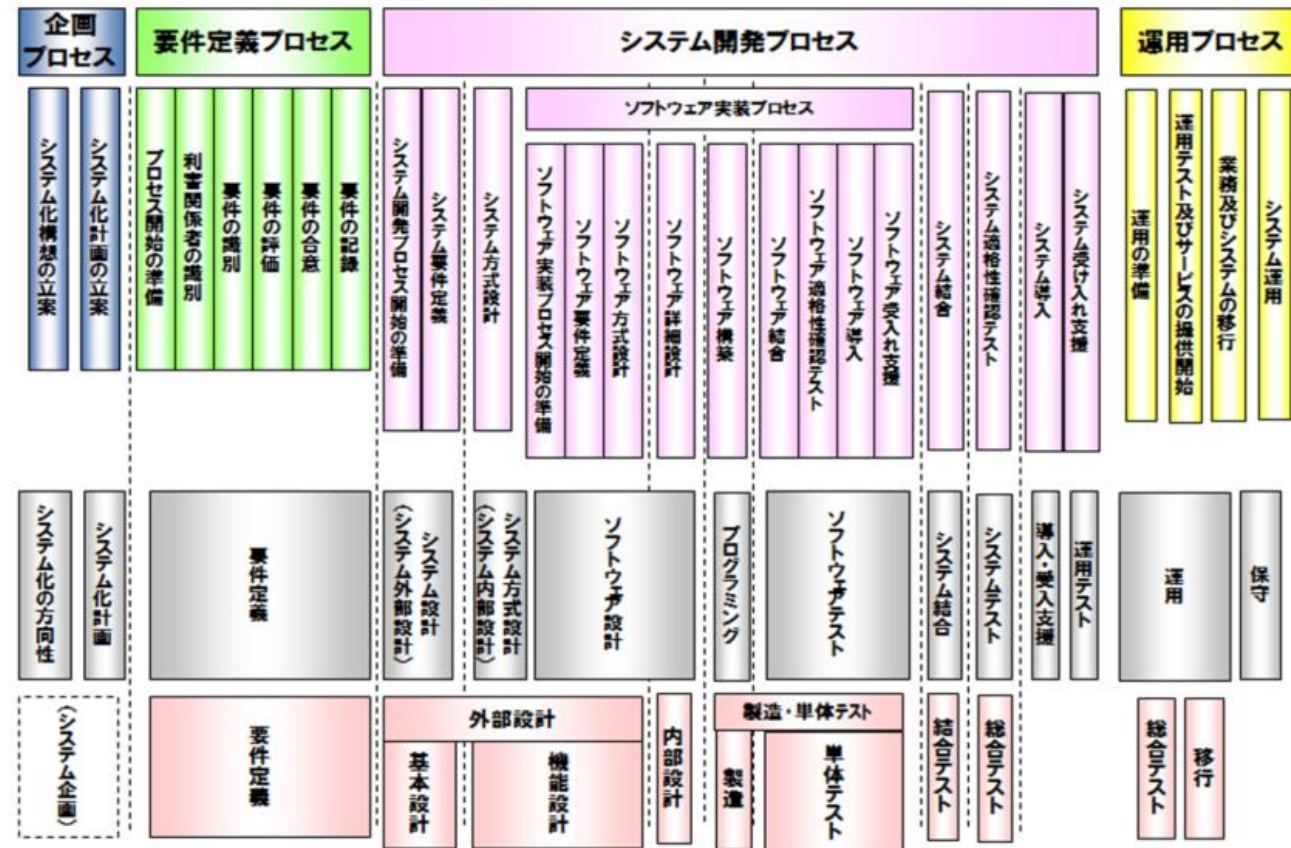 企画
プロセス
要件定義プロセス
システム開発プロセス
運用プロセス
システム化構想の立案
システム化計画の立案
プロセス開始の準備
利害関係者の識別
要件の識別
要件の評価
要件の合意
要件の記録
システム開発プロセス開始の準備
システム要件定義
システム方式設計
ソフトウェア実装プロセス
ソフトウェア実装プロセス開始の準備
ソフトウェア要件定義
ソフトウェア方式設計
ソフトウェア詳細設計
ソフトウェア構築
ソフトウェア結合
ソフトウェア適格性確認テスト
ソフトウェア導入
ソフトウェア受入れ支援
システム結合
システム適格性確認テスト
システム導入
システム受け入れ支援
運用の準備
運用テスト及びサービスの提供開始
業務及びシステムの移行
システム運用
システム化の方向性
システム化計画
要件定義
システム設計
(システム外部設計)
システム方式設計
(システム内部設計)
ソフトウェア設計
プログラミング
ソフトウェアテスト
システム結合
システムテスト
導入・受入支援
運用テスト
運用
保守
(システム企画)
要件定義
外部設計
基本設計
機能設計
内部設計
製造・単体テスト
製造
単体テスト
結合テスト
総合テスト
総合テスト
移行